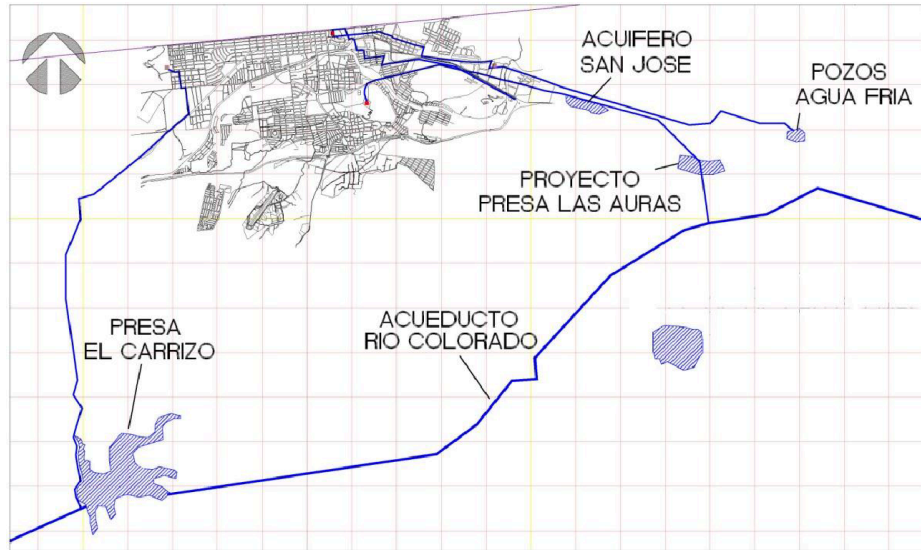 ACUIFERO
SAN JOSE
POZOS
AGUA FRIA
PROYECTO
PRESA LAS AURAS
PRESA
EL CARRIZO
ACUEDUCTO
RIO COLORADO